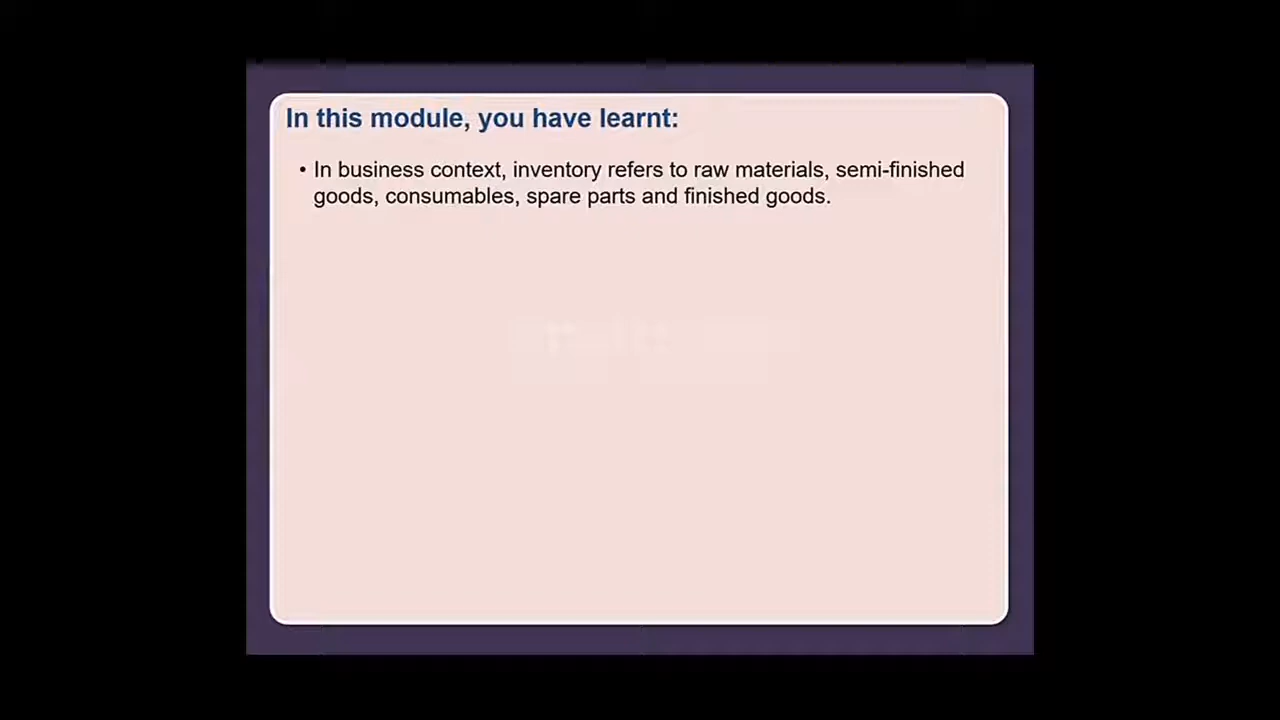 In this module, you have learnt:
• In business context, inventory refers to raw materials, semi-finished
goods, consumables, spare parts and finished goods.